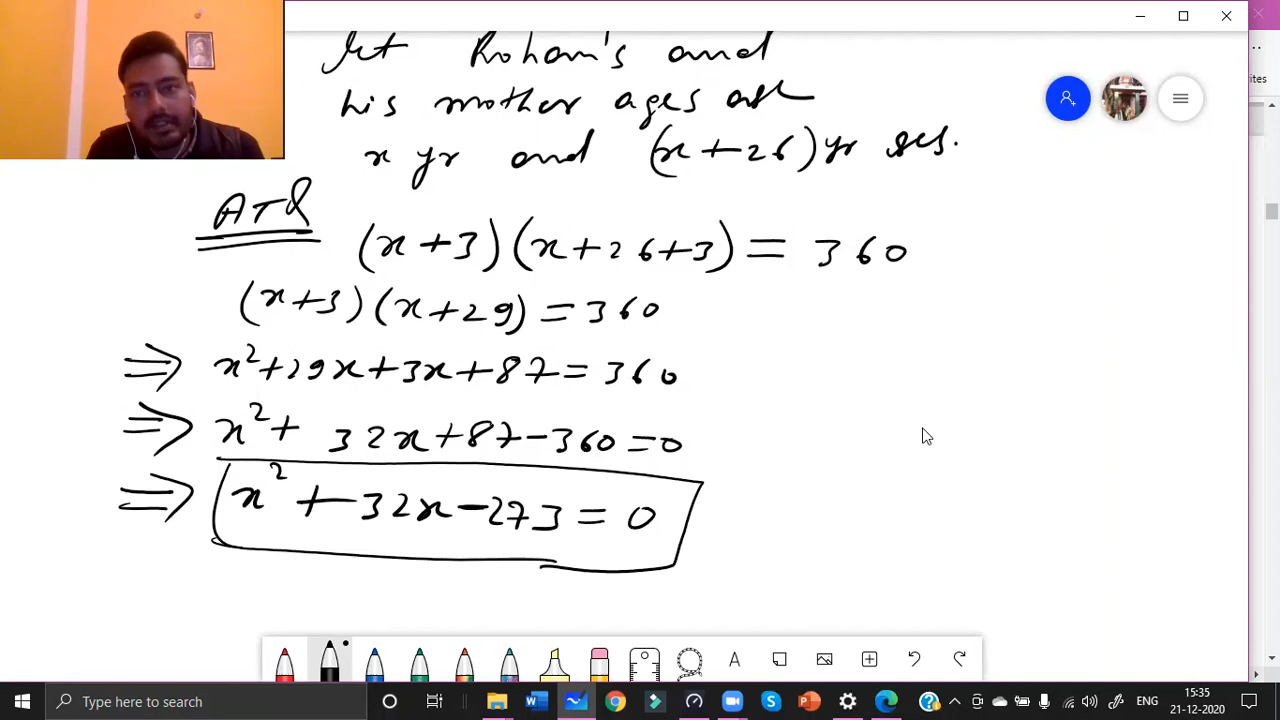 let Rohan's and
his mother ages
x yr and (x+26)yr res.
ATQ
(x+3)(x+26+3) = 360
(x+3)(x+29) = 360
⇒ x²+29x+3x+87 = 360
⇒ x²+ 32x+87-360=0
⇒ x²+32x-273 = 0
ites
A
Type here to search
ENG
15:35
21-12-2020